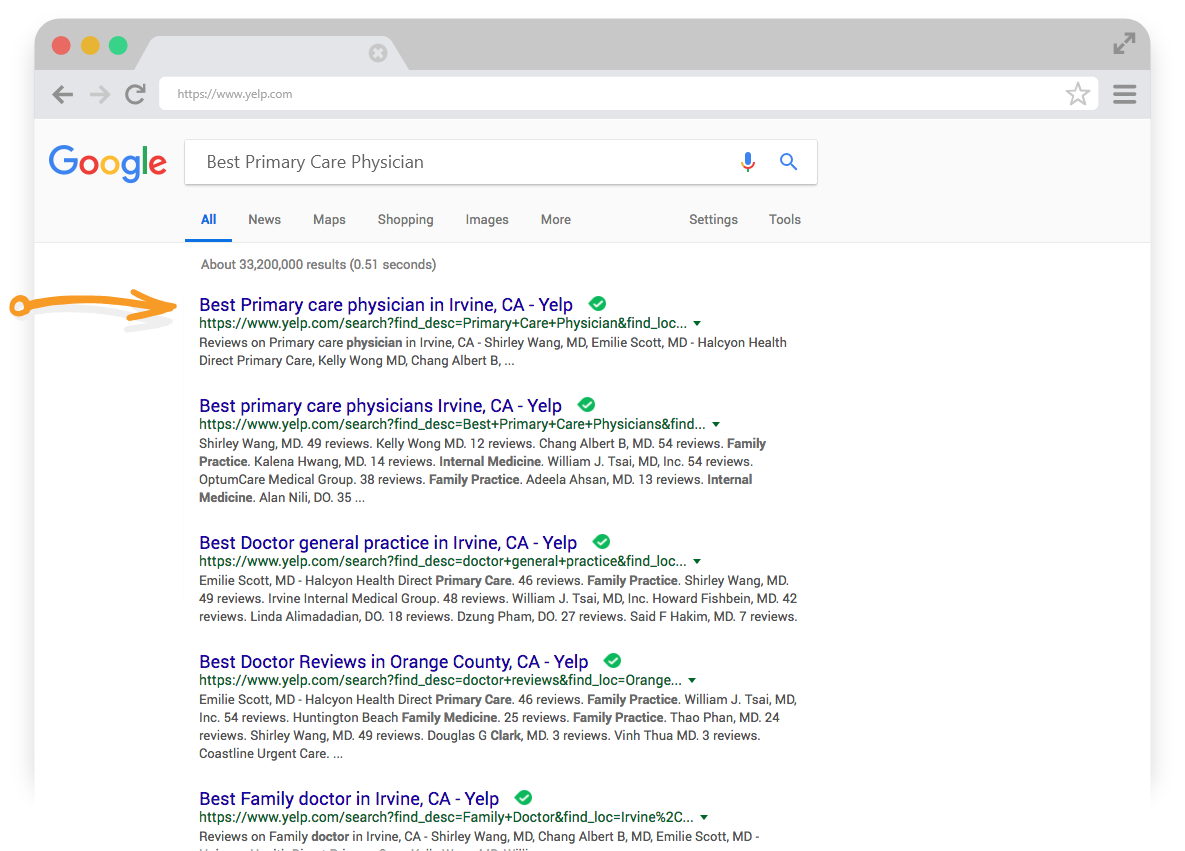 https://www.yelp.com
Google
Best Primary Care Physician
All News Maps Shopping Images More Settings Tools
About 33,200,000 results (0.51 seconds)
Best Primary care physician in Irvine, CA - Yelp
https://www.yelp.com/search?find_desc=Primary+Care+Physician&find_loc...
Reviews on Primary care physician in Irvine, CA - Shirley Wang, MD, Emilie Scott, MD - Halcyon Health
Direct Primary Care, Kelly Wong MD, Chang Albert B, ...
Best primary care physicians Irvine, CA - Yelp
https://www.yelp.com/search?find_desc=Best+Primary+Care+Physicians&find...
Shirley Wang, MD. 49 reviews. Kelly Wong MD. 12 reviews. Chang Albert B, MD. 54 reviews. Family
Practice. Kalena Hwang, MD. 14 reviews. Internal Medicine. William J. Tsai, MD, Inc. 54 reviews.
OptumCare Medical Group. 38 reviews. Family Practice. Adeela Ahsan, MD. 13 reviews. Internal
Medicine. Alan Nili, DO. 35 ...
Best Doctor general practice in Irvine, CA - Yelp
https://www.yelp.com/search?find_desc=doctor+general+practice&find_loc...
Emilie Scott, MD - Halcyon Health Direct Primary Care. 46 reviews. Family Practice. Shirley Wang, MD.
49 reviews. Irvine Internal Medical Group. 48 reviews. William J. Tsai, MD, Inc. Howard Fishbein, MD. 42
reviews. Linda Alimadadian, DO. 18 reviews. Dzung Pham, DO. 27 reviews. Said F Hakim, MD. 7 reviews.
Best Doctor Reviews in Orange County, CA - Yelp
https://www.yelp.com/search?find_desc=doctor+reviews&find_loc=Orange...
Emilie Scott, MD - Halcyon Health Direct Primary Care. 46 reviews. Family Practice. William J. Tsai, MD,
Inc. 54 reviews. Huntington Beach Family Medicine. 25 reviews. Family Practice. Thao Phan, MD. 24
reviews. Shirley Wang, MD. 49 reviews. Douglas G Clark, MD. 3 reviews. Vinh Thua MD. 3 reviews.
Coastline Urgent Care. ...
Best Family doctor in Irvine, CA - Yelp
https://www.yelp.com/search?find_desc=Family+Doctor&find_loc=Irvine%2C...
Reviews on Family doctor in Irvine, CA - Shirley Wang, MD, Chang Albert B, MD, Emilie Scott, MD -